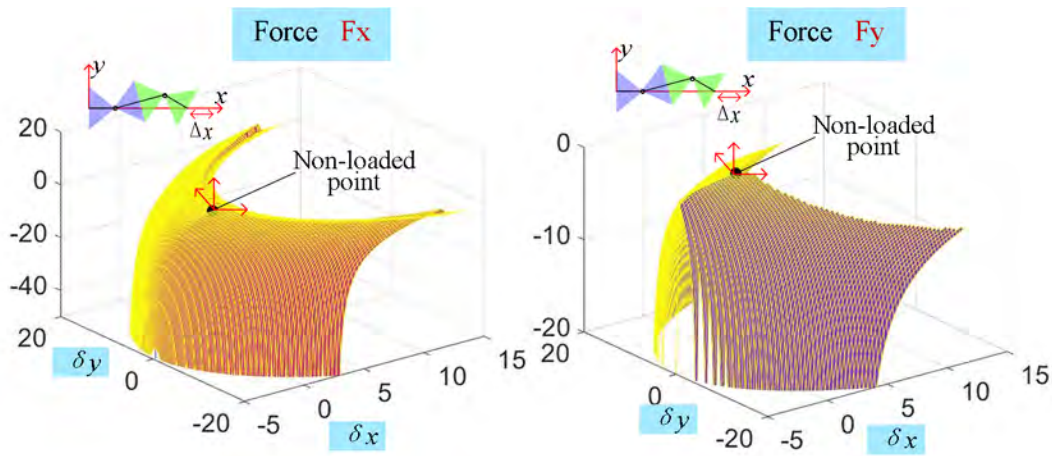 Force Fx
y
x
Δx
Non-loaded
point
20
0
-20
-40
20
δy
0
-20
-5
0
5
10
15
δx
Force Fy
y
x
Δx
Non-loaded
point
0
-10
-20
20
δy
0
-20
-5
0
5
10
15
δx